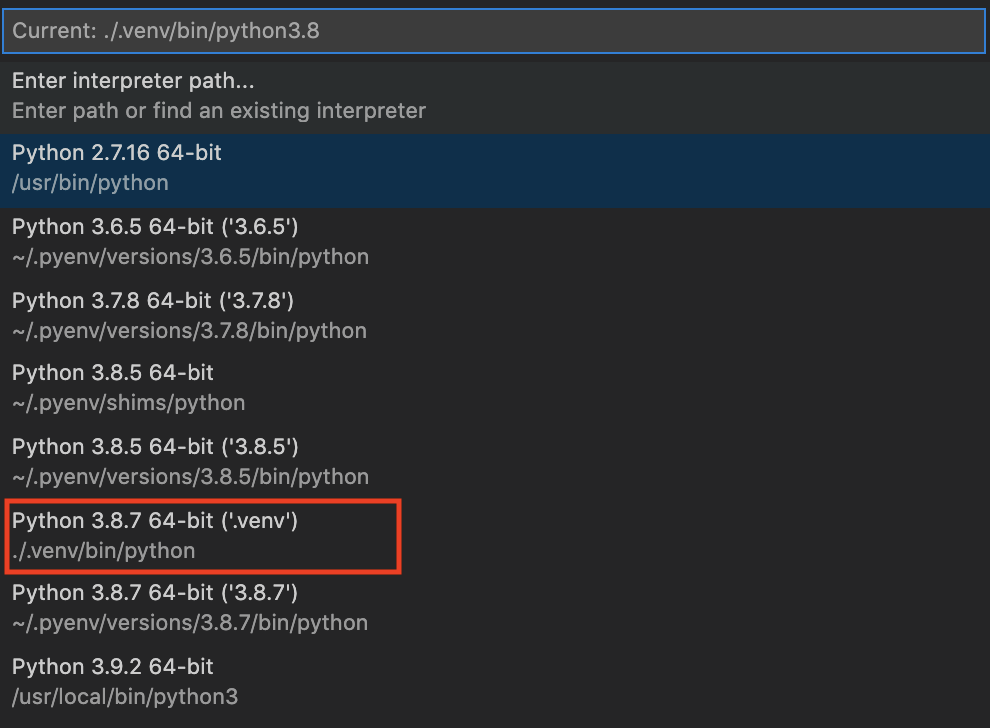 Current: ./.venv/bin/python3.8
Enter interpreter path...
Enter path or find an existing interpreter
Python 2.7.16 64-bit
/usr/bin/python
Python 3.6.5 64-bit ('3.6.5')
~/.pyenv/versions/3.6.5/bin/python
Python 3.7.8 64-bit ('3.7.8')
~/.pyenv/versions/3.7.8/bin/python
Python 3.8.5 64-bit
~/.pyenv/shims/python
Python 3.8.5 64-bit ('3.8.5')
~/.pyenv/versions/3.8.5/bin/python
Python 3.8.7 64-bit ('.venv')
./.venv/bin/python
Python 3.8.7 64-bit ('3.8.7')
~/.pyenv/versions/3.8.7/bin/python
Python 3.9.2 64-bit
/usr/local/bin/python3